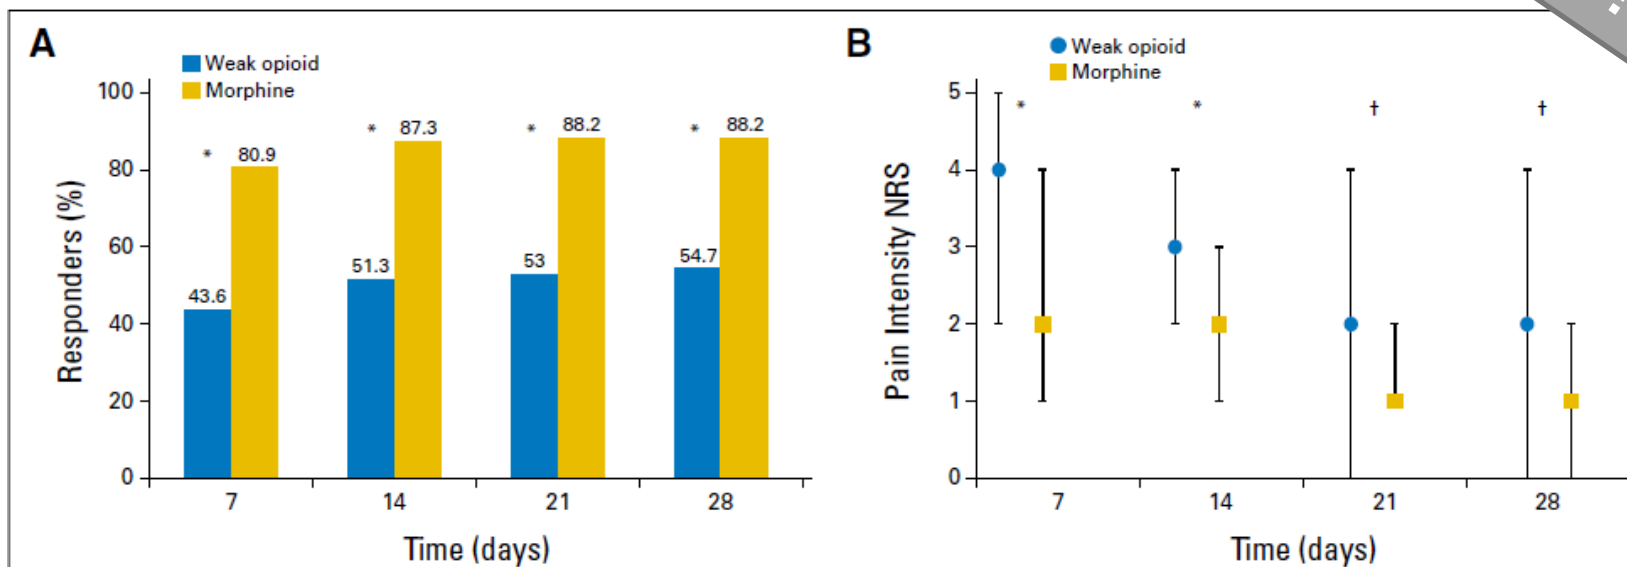 A
Weak opioid
Morphine
Responders (%)
100
80
60
40
20
0
* 80.9
43.6
* 87.3
51.3
* 88.2
53
* 88.2
54.7
7 14 21 28
Time (days)
B
Weak opioid
Morphine
Pain Intensity NRS
5
4
3
2
1
0
* * † †
7 14 21 28
Time (days)